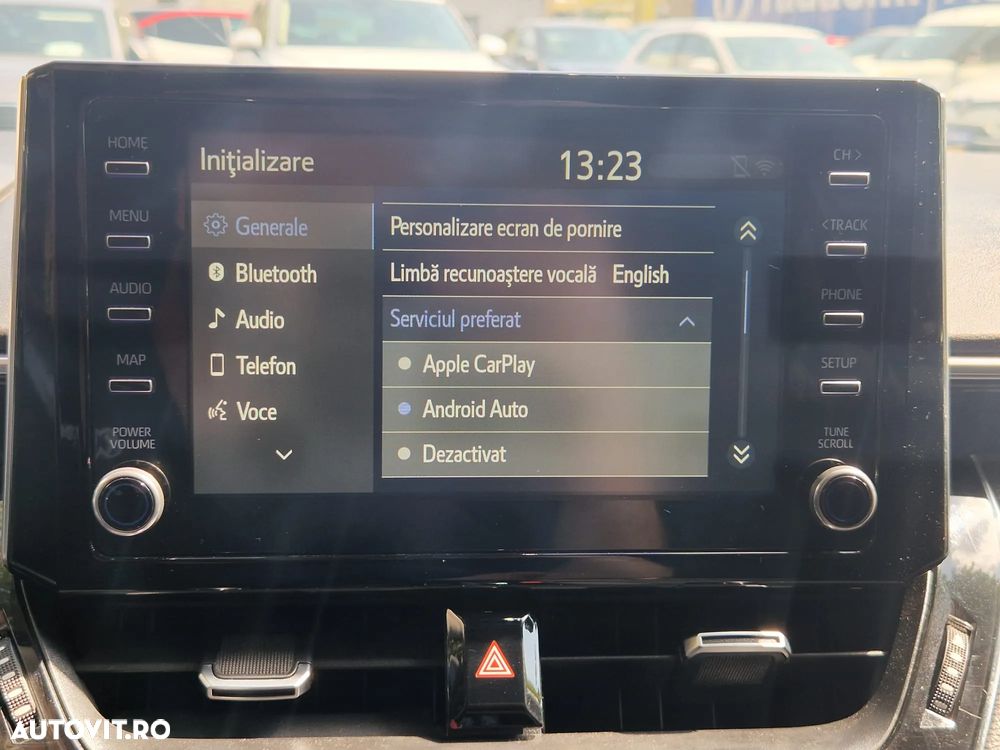 HOME
MENU
AUDIO
MAP
POWER
VOLUME
Iniţializare
13:23
Generale
Bluetooth
Audio
Telefon
Voce
Personalizare ecran de pornire
Limbă recunoaştere vocală English
Serviciul preferat
Apple CarPlay
Android Auto
Dezactivat
CH >
< TRACK
PHONE
SETUP
TUNE
SCROLL
AUTOVIT.RO